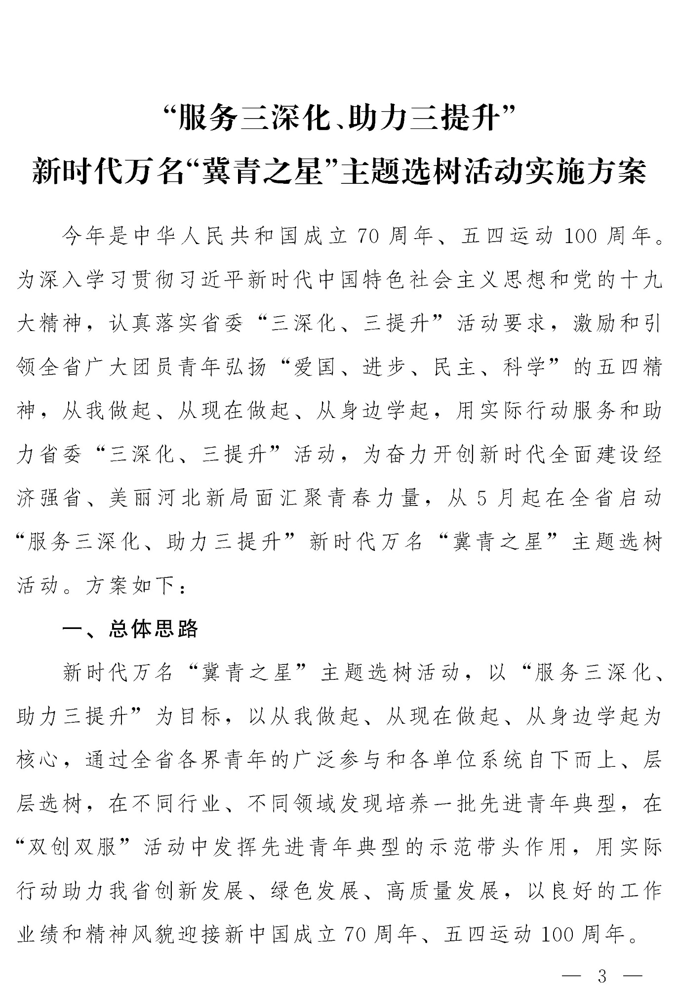 “服务三深化、助力三提升”
新时代万名“冀青之星”主题选树活动实施方案
今年是中华人民共和国成立 70 周年、五四运动 100 周年。
为深入学习贯彻习近平新时代中国特色社会主义思想和党的十九
大精神，认真落实省委“三深化、三提升”活动要求，激励和引
领全省广大团员青年弘扬“爱国、进步、民主、科学”的五四精
神，从我做起、从现在做起、从身边学起，用实际行动服务和助
力省委“三深化、三提升”活动，为奋力开创新时代全面建设经
济强省、美丽河北新局面汇聚青春力量，从 5 月起在全省启动
“服务三深化、助力三提升”新时代万名“冀青之星”主题选树
活动。方案如下：
一、总体思路
新时代万名“冀青之星”主题选树活动，以“服务三深化、
助力三提升”为目标，以从我做起、从现在做起、从身边学起为
核心，通过全省各界青年的广泛参与和各单位系统自下而上、层
层选树，在不同行业、不同领域发现培养一批先进青年典型，在
“双创双服”活动中发挥先进青年典型的示范带头作用，用实际
行动助力我省创新发展、绿色发展、高质量发展，以良好的工作
业绩和精神风貌迎接新中国成立 70 周年、五四运动 100 周年。
— 3 —